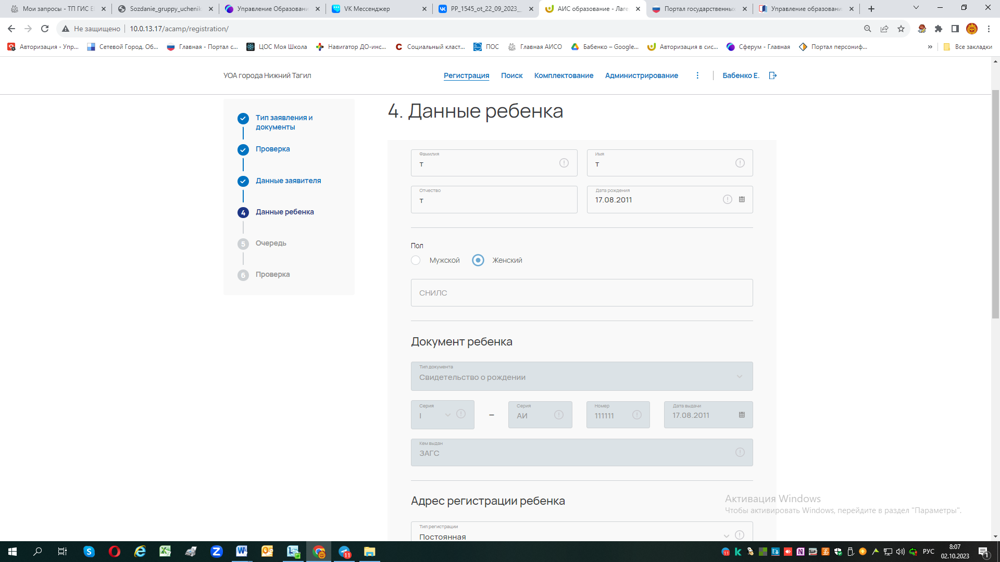 Мои запросы - ТП ГИС Е
Sozdanie_gruppy_uchenik
Управление Образовани
VK Мессенджер
PP_1545_ot_22_09_2023_
АИС образование - Лаге
Портал государственных
Управление образовани
Не защищено
10.0.13.17/acamp/registration/
Авторизация - Упр...
Сетевой Город. Об...
Главная - Портал с...
ЦОС Моя Школа
Навигатор ДО-инс...
Социальный класт...
ПОС
Главная АИСО
Бабенко – Google...
Авторизация в сис...
Сферум - Главная
Портал персониф...
»
Все закладки
УОА города Нижний Тагил
Регистрация
Поиск
Комплектование
Администрирование
Бабенко Е.
Тип заявления и
документы
Проверка
Данные заявителя
4 Данные ребенка
5 Очередь
6 Проверка
4. Данные ребенка
Фамилия
т
Имя
т
Отчество
т
Дата рождения
17.08.2011
Пол
Мужской
Женский
СНИЛС
Документ ребенка
Тип документа
Свидетельство о рождении
Серия
I
–
Серия
АИ
Номер
111111
Дата выдачи
17.08.2011
Кем выдан
ЗАГС
Адрес регистрации ребенка
Тип регистрации
Постоянная
Активация Windows
Чтобы активировать Windows, перейдите в раздел "Параметры".
11
РУС
8:07
02.10.2023
1